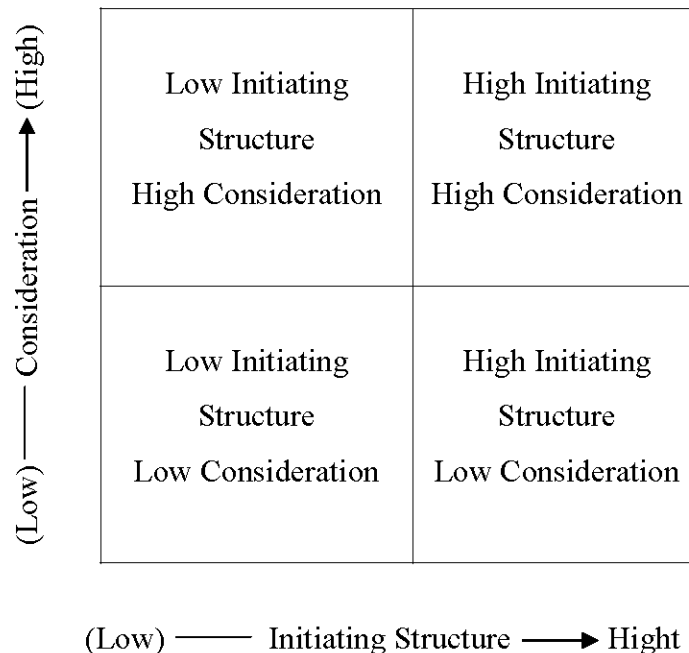 (Low) —— Consideration ⟶ (High)
Low Initiating
Structure
High Consideration
High Initiating
Structure
High Consideration
Low Initiating
Structure
Low Consideration
High Initiating
Structure
Low Consideration
(Low) —— Initiating Structure ⟶ Hight